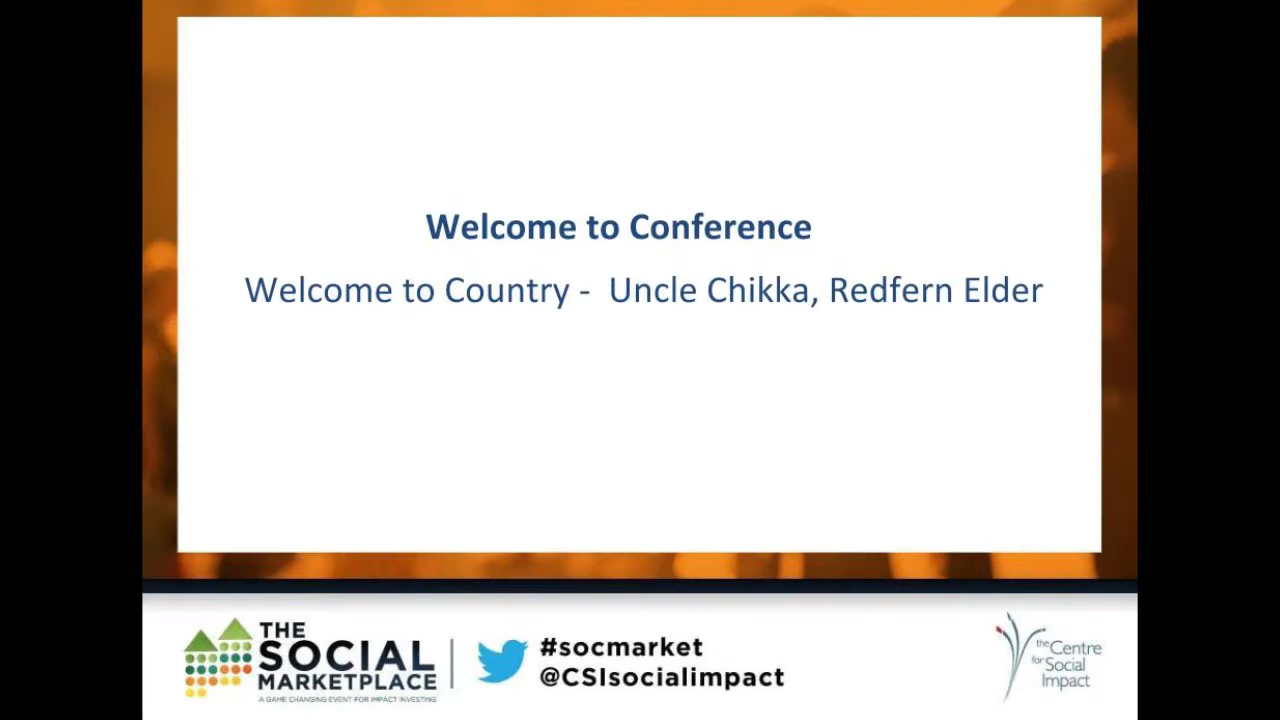 Welcome to Conference
Welcome to Country - Uncle Chikka, Redfern Elder
THE
SOCIAL
MARKETPLACE
A GAME CHANGING EVENT FOR IMPACT INVESTING
#socmarket
@CSIsocialimpact
the Centre
for Social
Impact